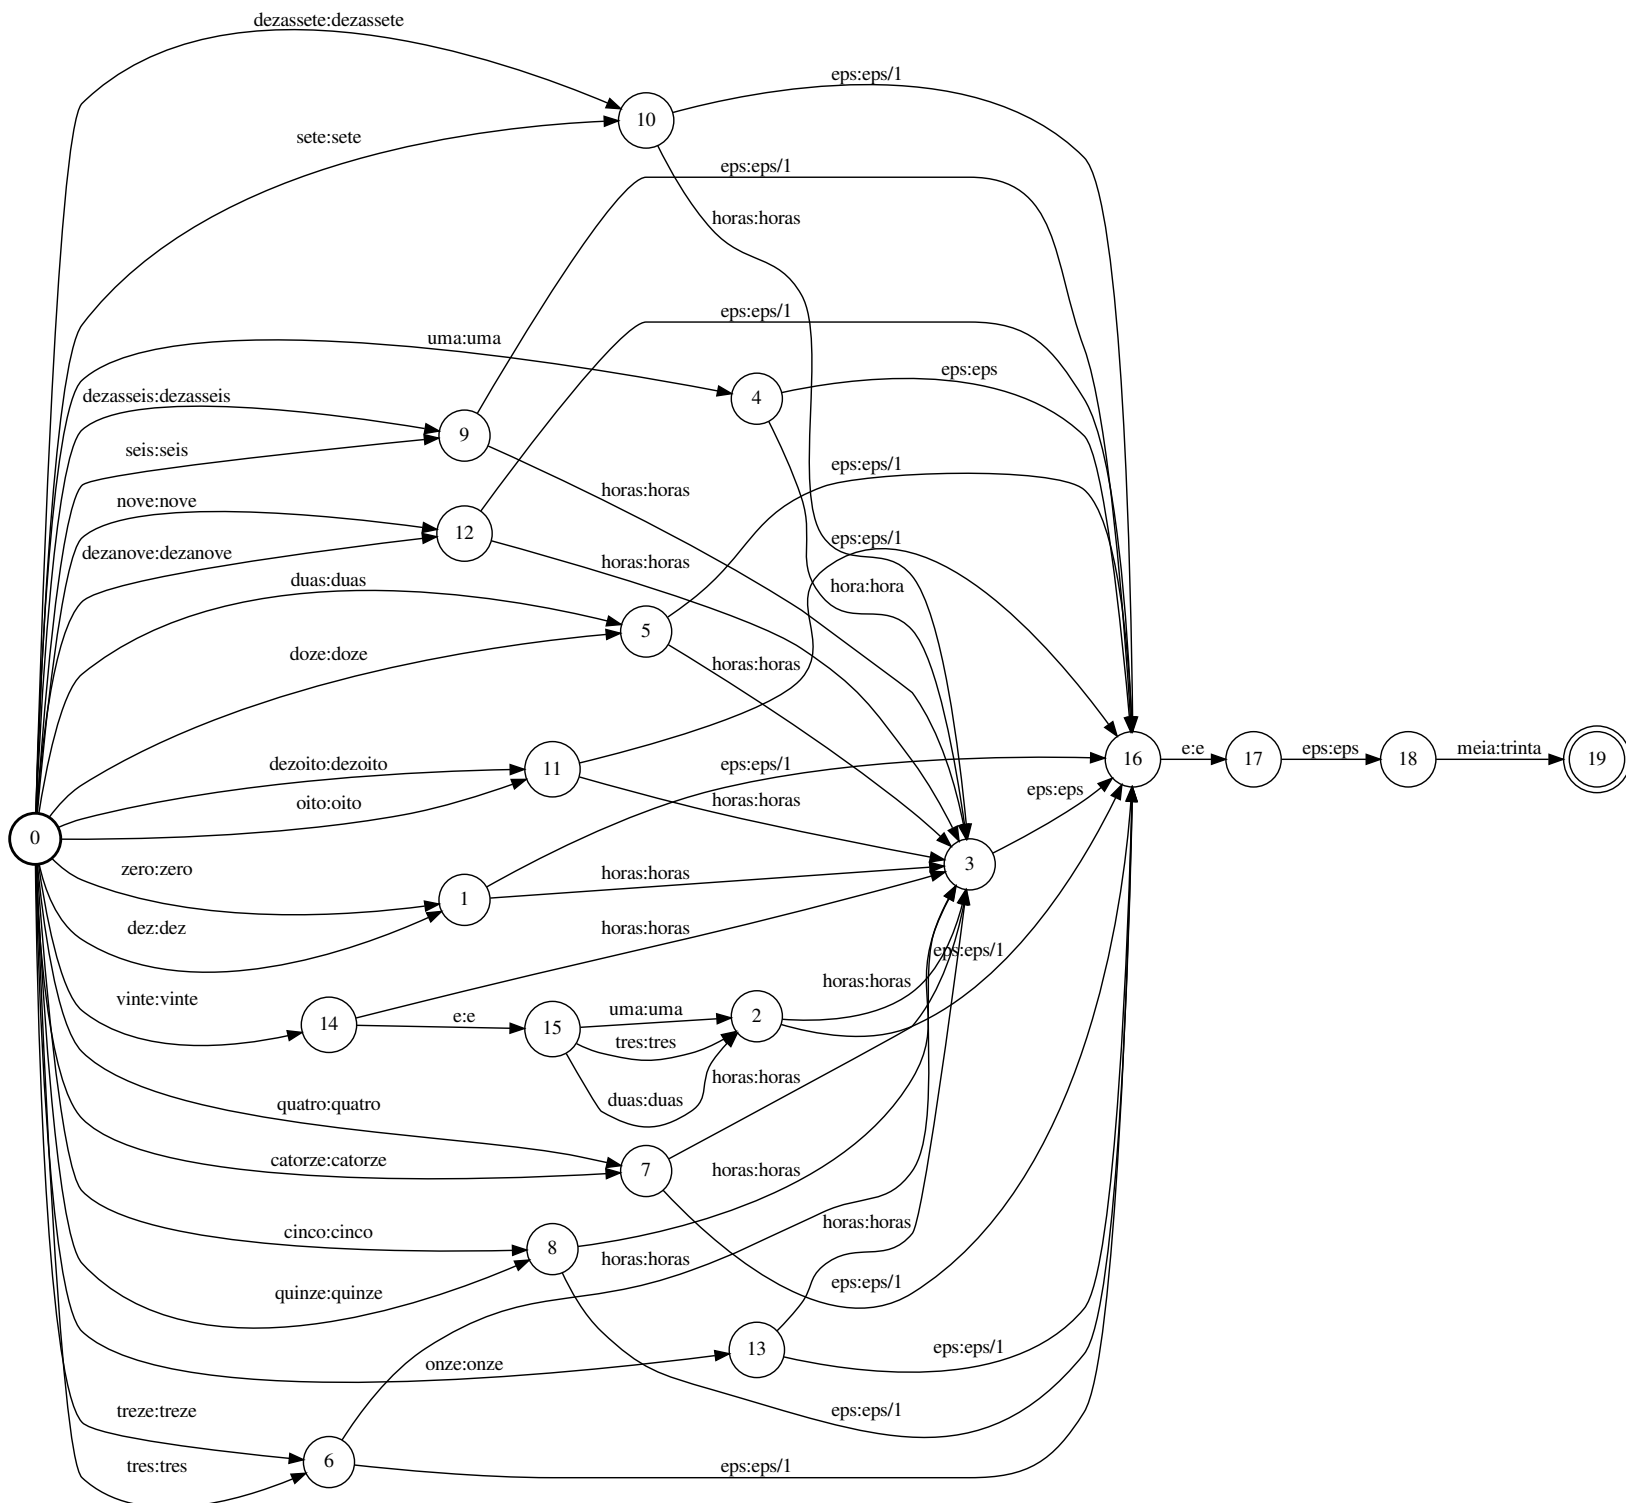 dezassete:dezassete
eps:eps/1
10
sete:sete
eps:eps/1
horas:horas
eps:eps/1
uma:uma
eps:eps
dezasseis:dezasseis
4
9
seis:seis
eps:eps/1
horas:horas
nove:nove
12
eps:eps/1
dezanove:dezanove
horas:horas
duas:duas
hora:hora
5
doze:doze
horas:horas
16
e:e
17
eps:eps
18
meia:trinta
19
dezoito:dezoito
11
eps:eps/1
oito:oito
horas:horas
eps:eps
0
3
zero:zero
horas:horas
1
dez:dez
horas:horas
eps:eps/1
vinte:vinte
horas:horas
14
e:e
15
uma:uma
2
tres:tres
horas:horas
duas:duas
quatro:quatro
catorze:catorze
7
horas:horas
cinco:cinco
horas:horas
8
horas:horas
quinze:quinze
eps:eps/1
13
eps:eps/1
onze:onze
treze:treze
eps:eps/1
6
tres:tres
eps:eps/1